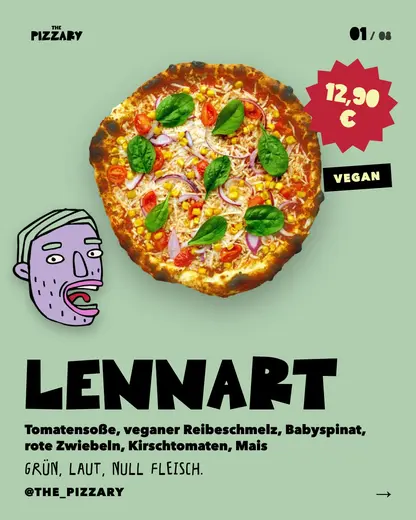 THE
PIZZARY
01 / 08
12,90
€
VEGAN
LENNART
Tomatensoße, veganer Reibeschmelz, Babyspinat,
rote Zwiebeln, Kirschtomaten, Mais
GRÜN, LAUT, NULL FLEISCH.
@THE_PIZZARY →